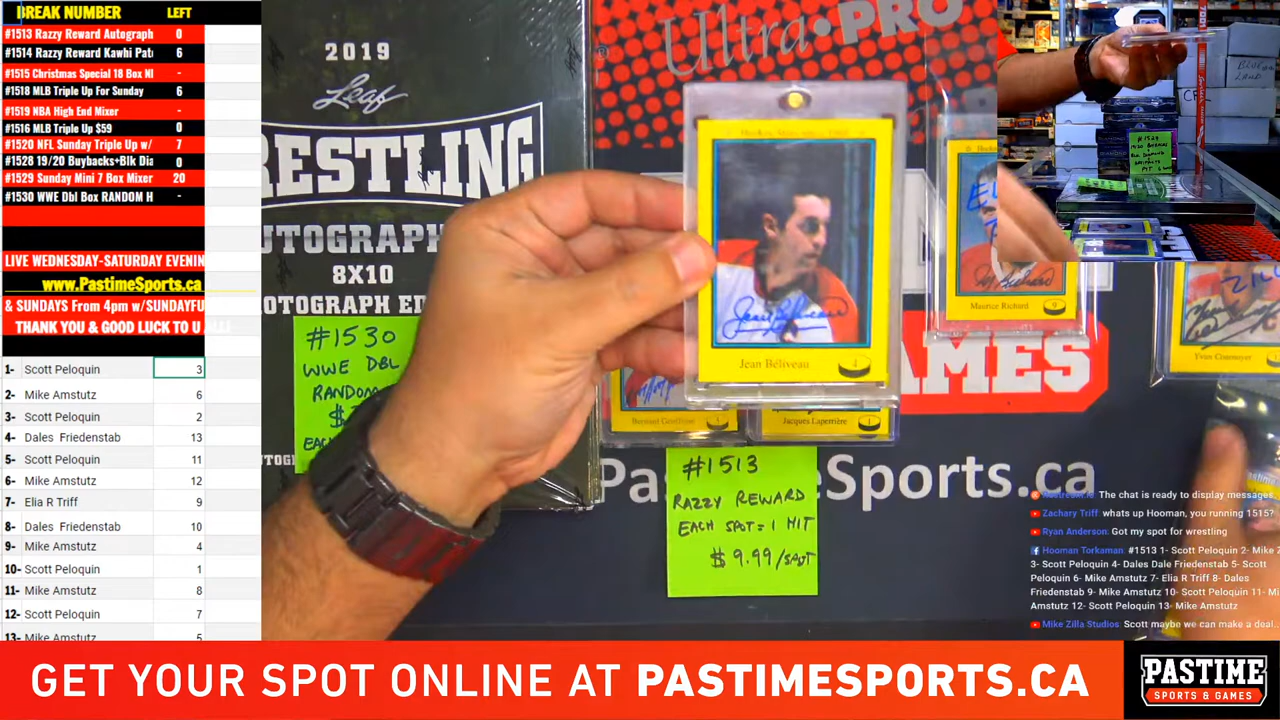 BREAK NUMBER LEFT
#1513 Razzy Reward Autograph 0
#1514 Razzy Reward Kawhi Pat 6
#1515 Christmas Special 18 Box NI -
#1518 MLB Triple Up For Sunday 6
#1519 NBA High End Mixer -
#1516 MLB Triple Up $59 0
#1520 NFL Sunday Triple Up w/ 7
#1528 19/20 Buybacks+Blk Dia 0
#1529 Sunday Mini 7 Box Mixer 20
#1530 WWE Dbl Box RANDOM H -
LIVE WEDNESDAY-SATURDAY EVENIN
www.PastimeSports.ca
& SUNDAYS From 4pm w/SUNDAYFU
THANK YOU & GOOD LUCK TO U ALL!
1- Scott Peloquin 3
2- Mike Amstutz 6
3- Scott Peloquin 2
4- Dales Friedenstab 13
5- Scott Peloquin 11
6- Mike Amstutz 12
7- Elia R Triff 9
8- Dales Friedenstab 10
9- Mike Amstutz 4
10- Scott Peloquin 1
11- Mike Amstutz 8
12- Scott Peloquin 7
13- Mike Amstutz 5
2019
Leaf
RESTLING
UTOGRAPH
8X10
OTOGRAPH ED
#1530
WWE DBL
RANDOM
Ultra·PRO
Jean Béliveau 1
Maurice Richard 9
Yvan Cournoyer
Bernard Geoffrion 1
Jacques Laperrière
AMES
PastimeSports.ca
#1513
RAZZY REWARD
EACH SPOT = 1 HIT
$9.99/SPOT
The chat is ready to display messages.
Zachary Triff: whats up Hooman, you running 1515?
Ryan Anderson: Got my spot for wrestling
Hooman Torkaman: #1513 1- Scott Peloquin 2- Mike
3- Scott Peloquin 4- Dales Dale Friedenstab 5- Scott
Peloquin 6- Mike Amstutz 7- Elia R Triff 8- Dales
Friedenstab 9- Mike Amstutz 10- Scott Peloquin 11- Mi
Amstutz 12- Scott Peloquin 13- Mike Amstutz
Mike Zilla Studios: Scott maybe we can make a deal...
GET YOUR SPOT ONLINE AT PASTIMESPORTS.CA
PASTIME
SPORTS & GAMES